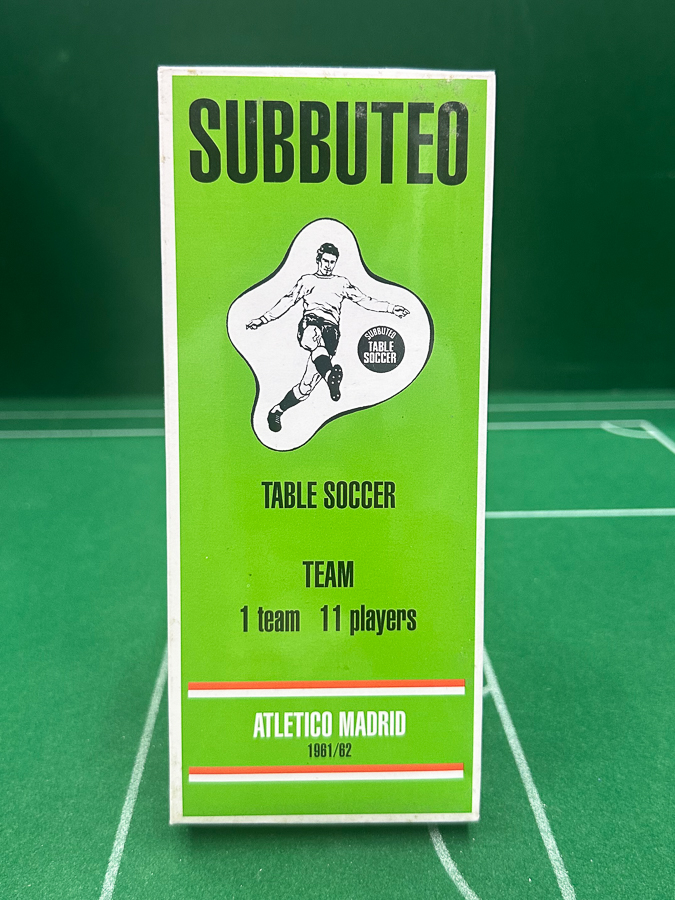 SUBBUTEO
SUBBUTEO
TABLE
SOCCER
TABLE SOCCER
TEAM
1 team 11 players
ATLETICO MADRID
1961/62